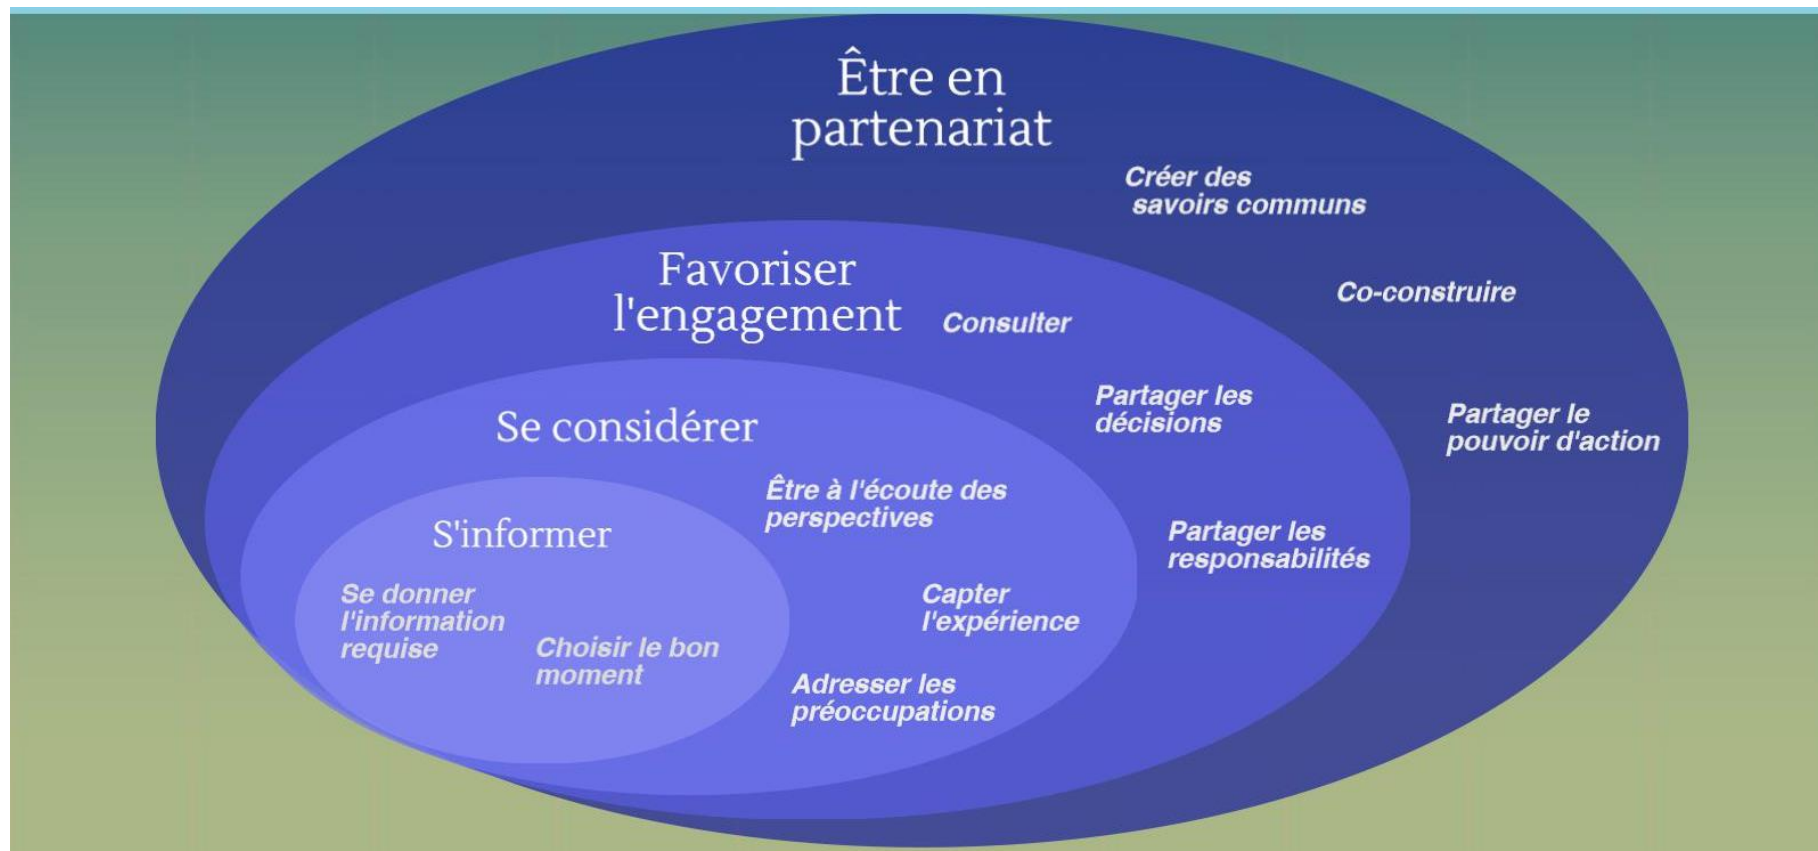 Être en
partenariat
Créer des
savoirs communs
Co-construire
Partager le
pouvoir d'action
Favoriser
l'engagement
Consulter
Partager les
décisions
Partager les
responsabilités
Se considérer
Être à l'écoute des
perspectives
Capter
l'expérience
Adresser les
préoccupations
S'informer
Se donner
l'information
requise
Choisir le bon
moment